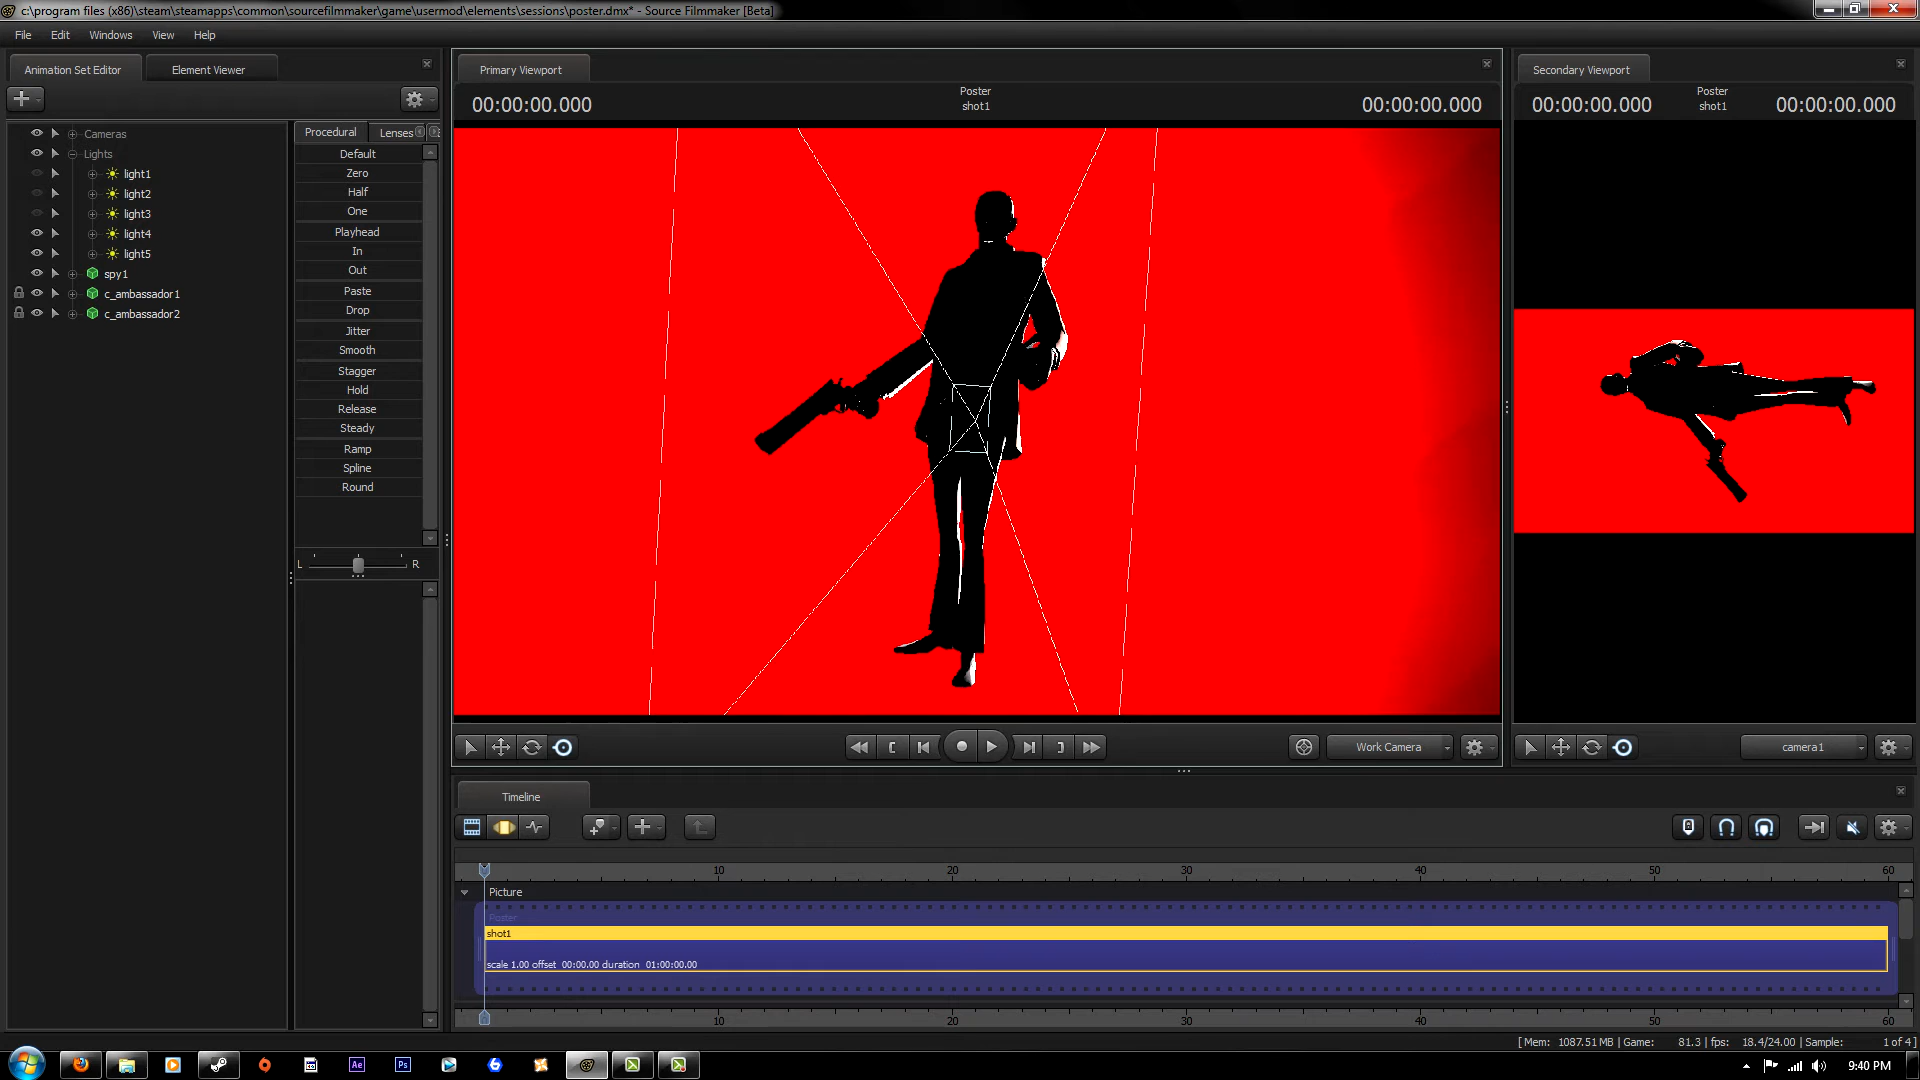 c:\program files (x86)\steam\steamapps\common\sourcefilmmaker\game\usermod\elements\sessions\poster.dmx* - Source Filmmaker [Beta]
File Edit Windows View Help
Animation Set Editor Element Viewer
Primary Viewport
Secondary Viewport
00:00:00.000
Poster
shot1
00:00:00.000
00:00:00.000
Poster
shot1
00:00:00.000
Cameras
Lights
light1
light2
light3
light4
light5
spy1
c_ambassador1
c_ambassador2
Procedural Lenses
Default
Zero
Half
One
Playhead
In
Out
Paste
Drop
Jitter
Smooth
Stagger
Hold
Release
Steady
Ramp
Spline
Round
L R
Work Camera
camera1
Timeline
10 20 30 40 50 60
Picture
Poster
shot1
scale 1.00 offset 00:00.00 duration 01:00:00.00
10 20 30 40 50 60
[ Mem: 1087.51 MB | Game: 81.3 | fps: 18.4/24.00 | Sample: 1 of 4 ]
Ae Ps
9:40 PM